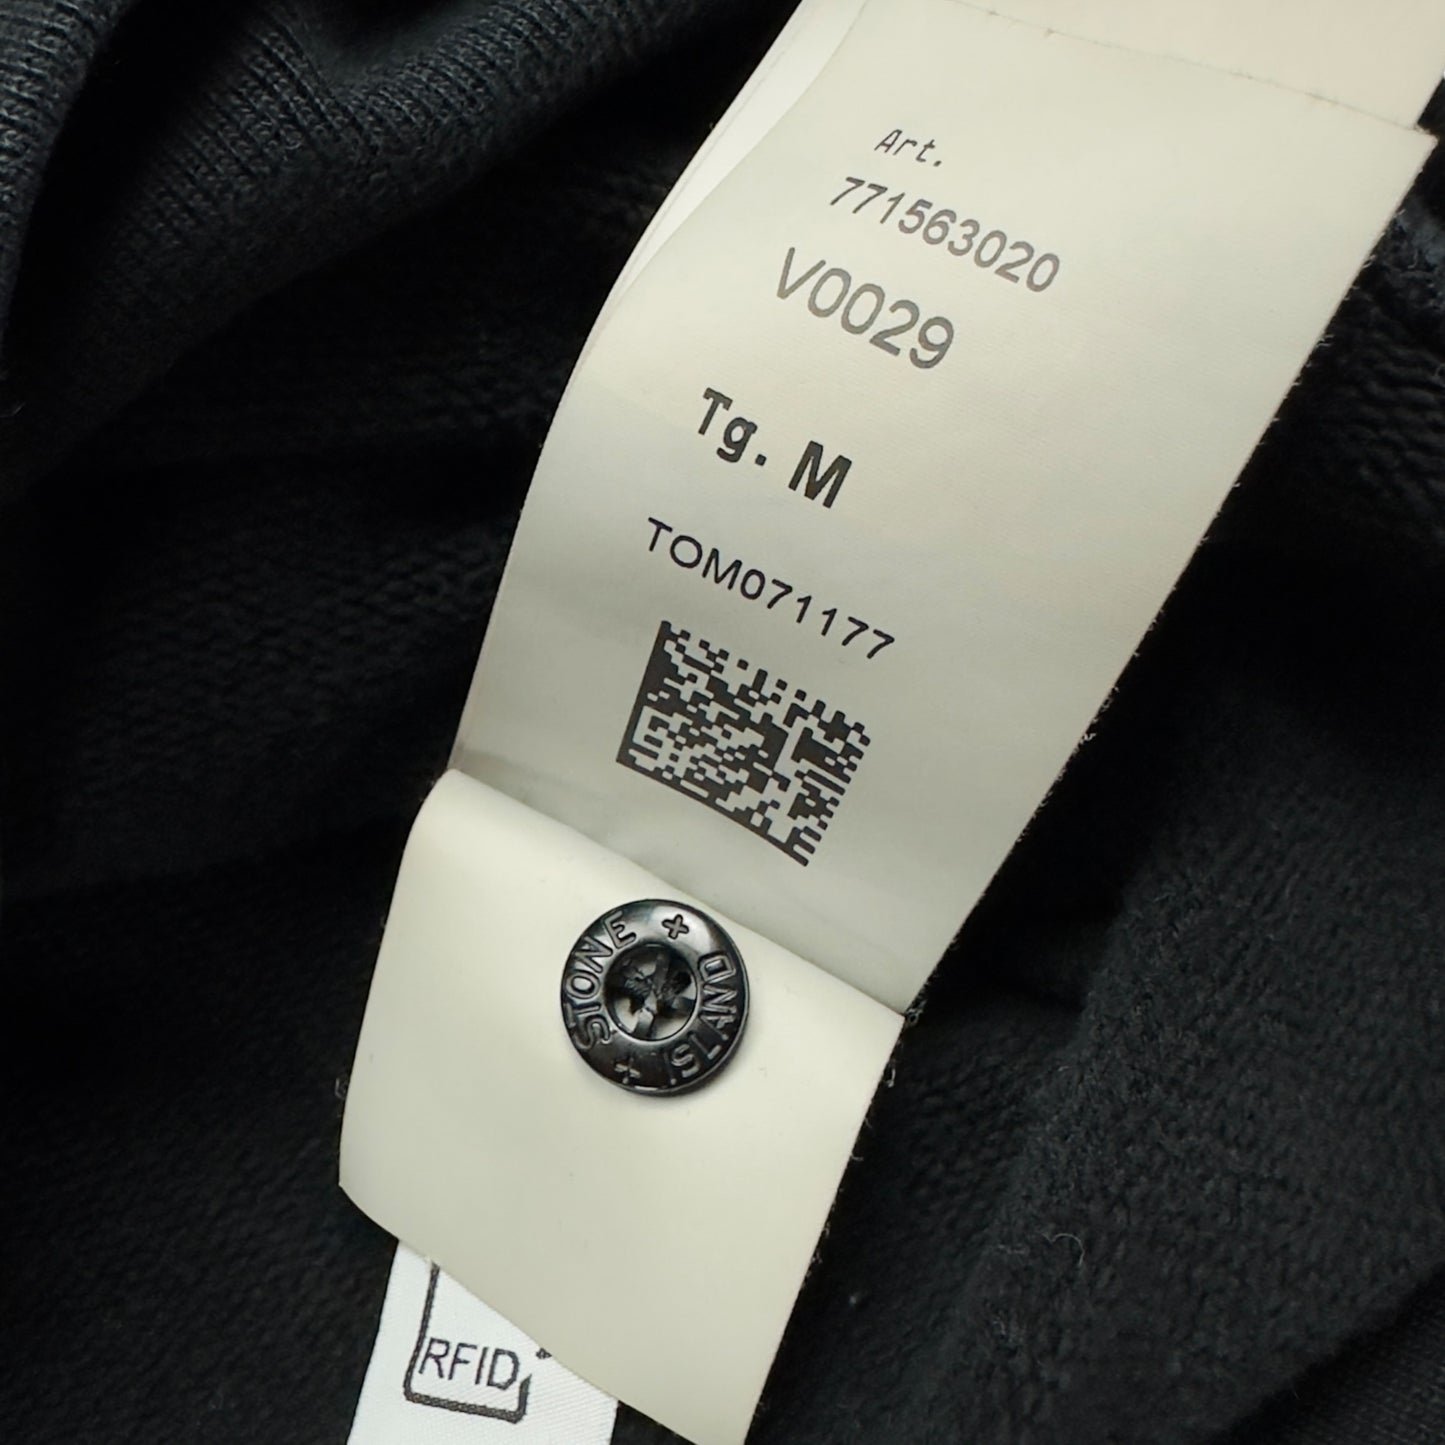 Art.
771563020
V0029
Tg. M
TOM071177
STONE + ISLAND +
RFID